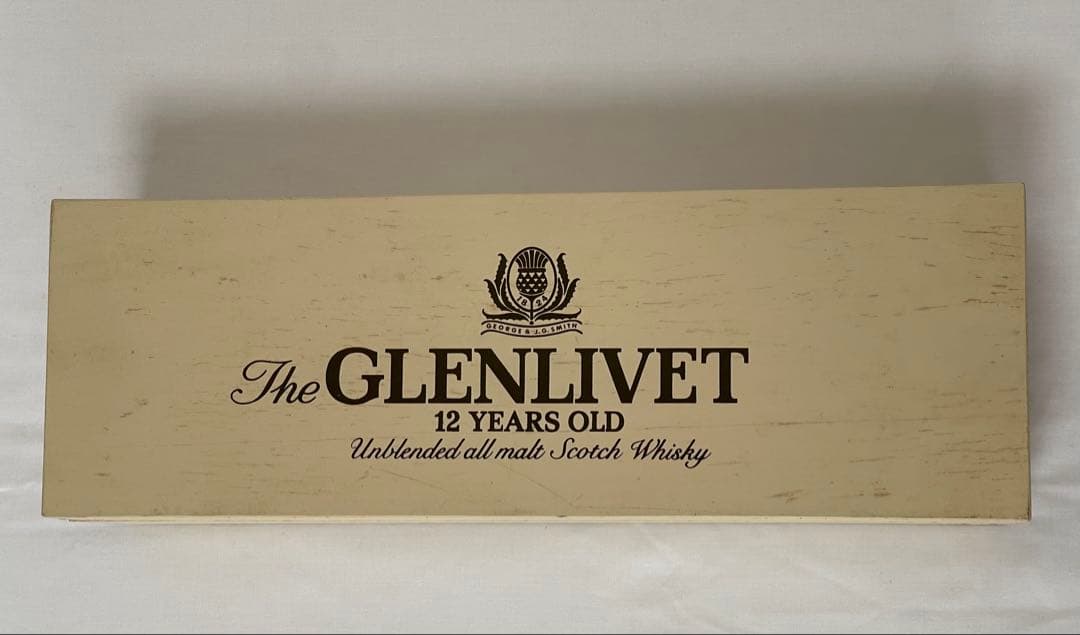 18 24
GEORGE & J.G. SMITH
The GLENLIVET
12 YEARS OLD
Unblended all malt Scotch Whisky